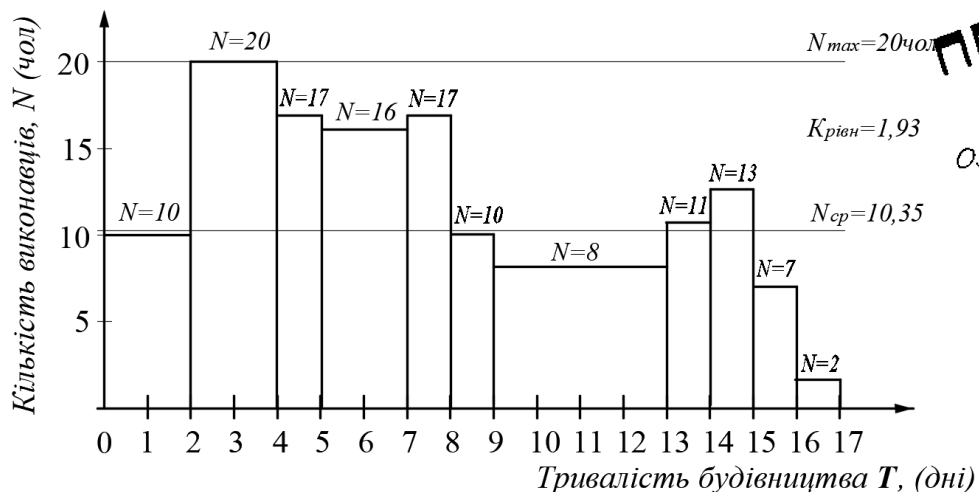 Кількість виконавців, N (чол)
20
15
10
5
N=10
N=20
N=17
N=16
N=17
N=10
N=8
N=11
N=13
N=7
N=2
Nmax=20чол
Kрівн=1,93
Nср=10,35
0 1 2 3 4 5 6 7 8 9 10 11 12 13 14 15 16 17
Тривалість будівництва T, (дні)